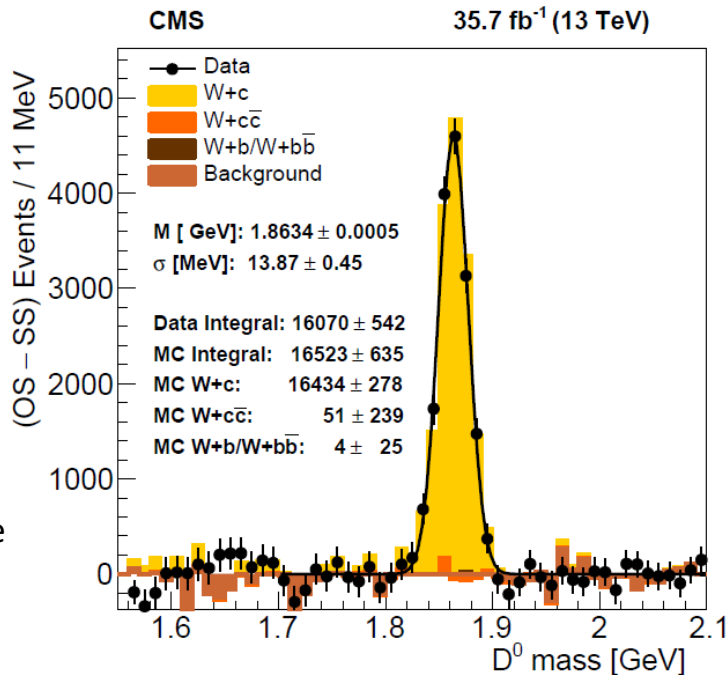 CMS 35.7 fb⁻¹ (13 TeV)
(OS – SS) Events / 11 MeV
Data
W+c
W+cc̅
W+b/W+bb̅
Background
M [ GeV]: 1.8634 ± 0.0005
σ [MeV]: 13.87 ± 0.45
Data Integral: 16070 ± 542
MC Integral: 16523 ± 635
MC W+c: 16434 ± 278
MC W+cc̅: 51 ± 239
MC W+b/W+bb̅: 4 ± 25
5000
4000
3000
2000
1000
0
e
1.6 1.7 1.8 1.9 2 2.1
D⁰ mass [GeV]